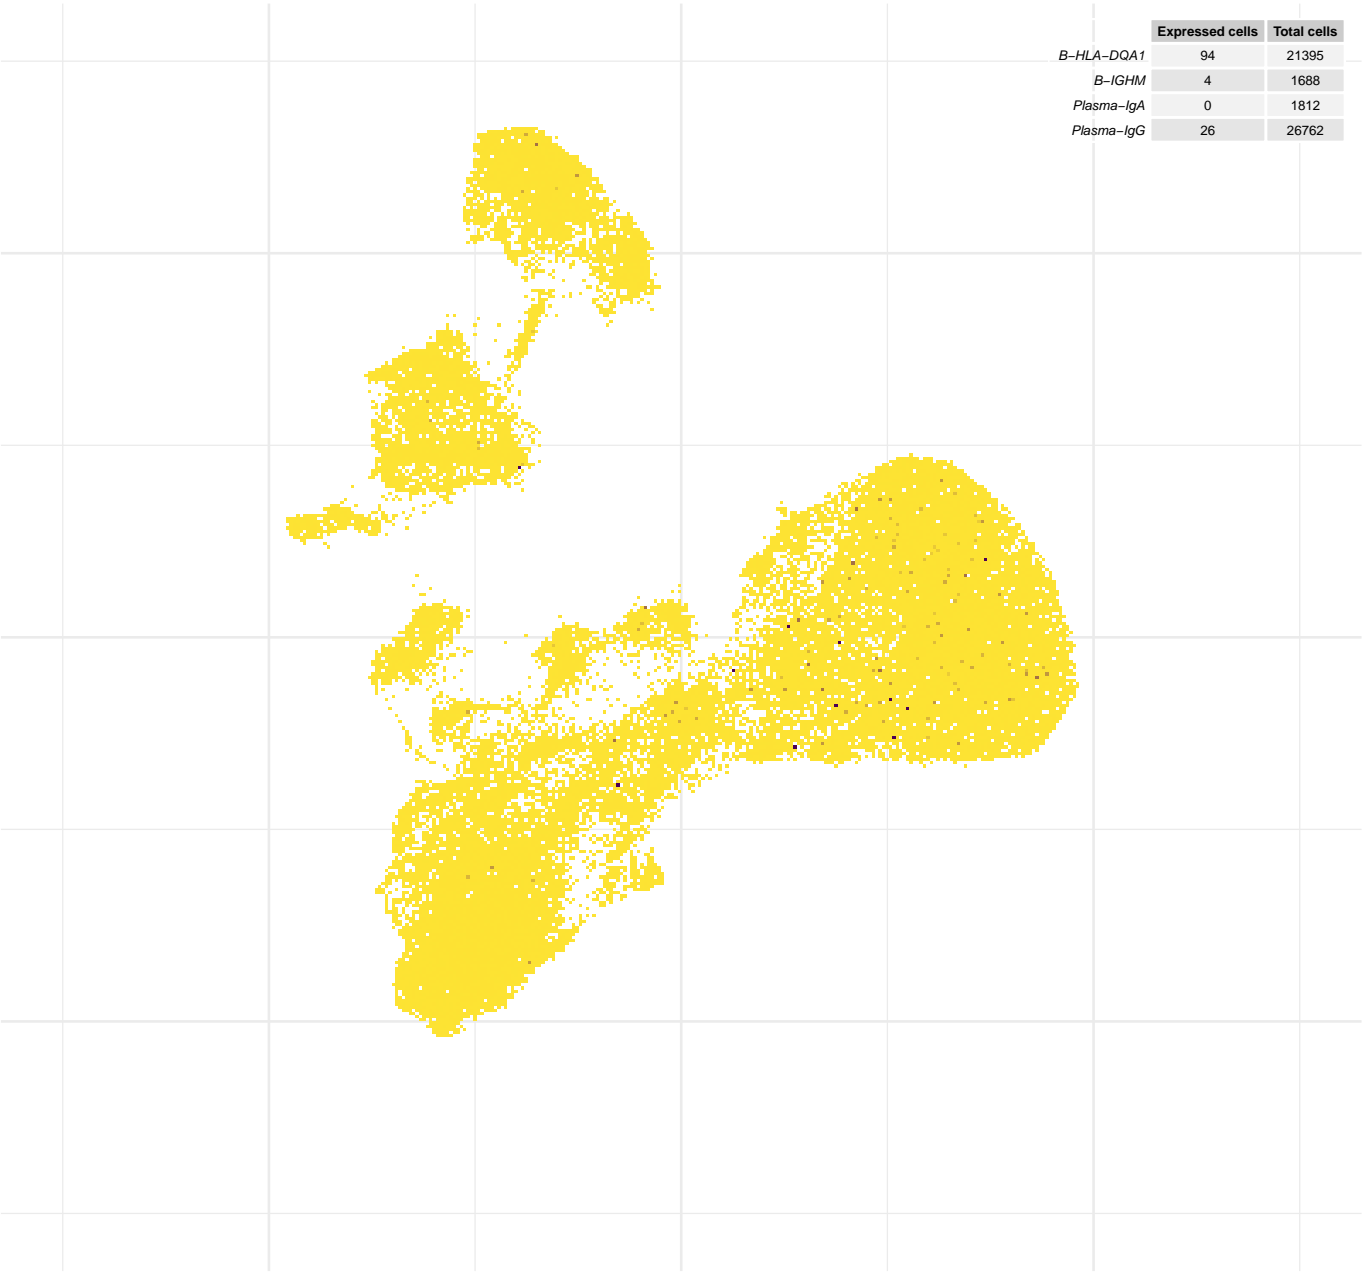 Expressed cells Total cells
B−HLA−DQA1 94 21395
B−IGHM 4 1688
Plasma−IgA 0 1812
Plasma−IgG 26 26762